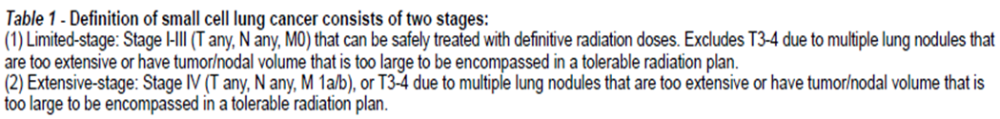 Table 1 - Definition of small cell lung cancer consists of two stages:
(1) Limited-stage: Stage I-III (T any, N any, M0) that can be safely treated with definitive radiation doses. Excludes T3-4 due to multiple lung nodules that
are too extensive or have tumor/nodal volume that is too large to be encompassed in a tolerable radiation plan.
(2) Extensive-stage: Stage IV (T any, N any, M 1a/b), or T3-4 due to multiple lung nodules that are too extensive or have tumor/nodal volume that is
too large to be encompassed in a tolerable radiation plan.